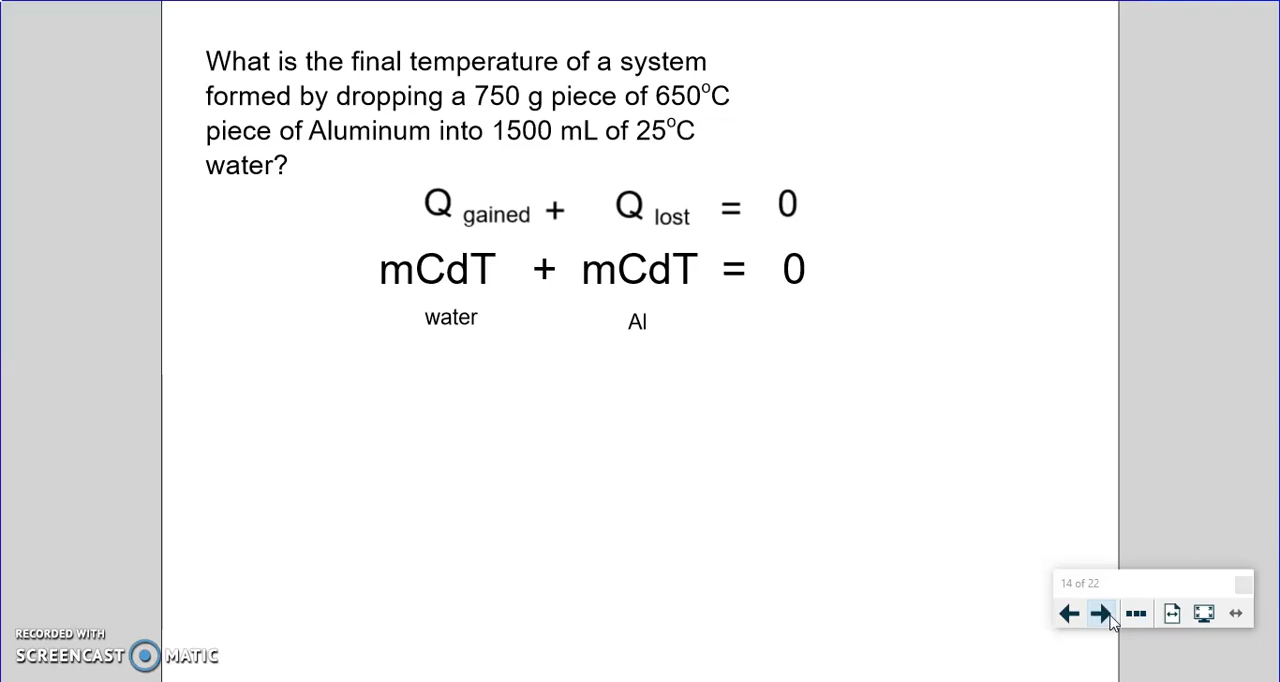 What is the final temperature of a system
formed by dropping a 750 g piece of 650°C
piece of Aluminum into 1500 mL of 25°C
water?
Q gained + Q lost = 0
mCdT + mCdT = 0
water Al
14 of 22
RECORDED WITH
SCREENCAST MATIC